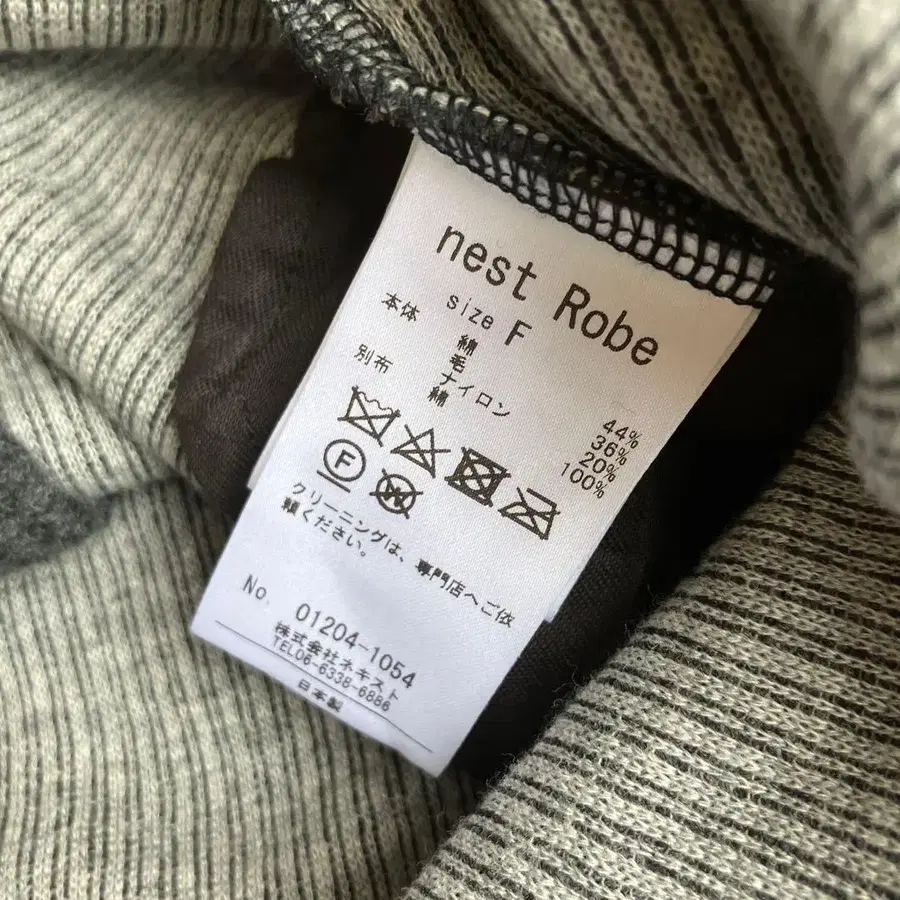 nest Robe
size F
本体 綿 44%
毛 36%
ナイロン 20%
別布 綿 100%
F
W
クリーニングは、専門店へご依
頼ください。
No. 01204-1054
株式会社ネキスト
TEL06-6338-6886
日本製